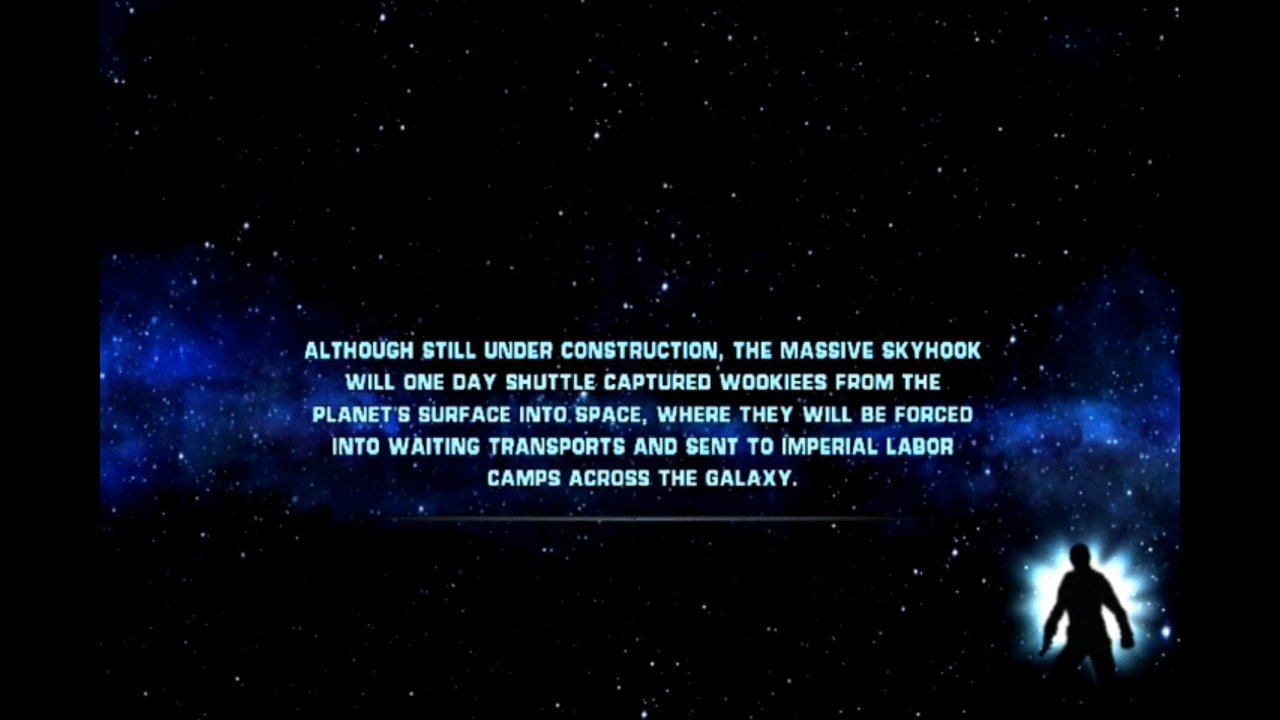 ALTHOUGH STILL UNDER CONSTRUCTION, THE MASSIVE SKYHOOK
WILL ONE DAY SHUTTLE CAPTURED WOOKIEES FROM THE
PLANET'S SURFACE INTO SPACE, WHERE THEY WILL BE FORCED
INTO WAITING TRANSPORTS AND SENT TO IMPERIAL LABOR
CAMPS ACROSS THE GALAXY.